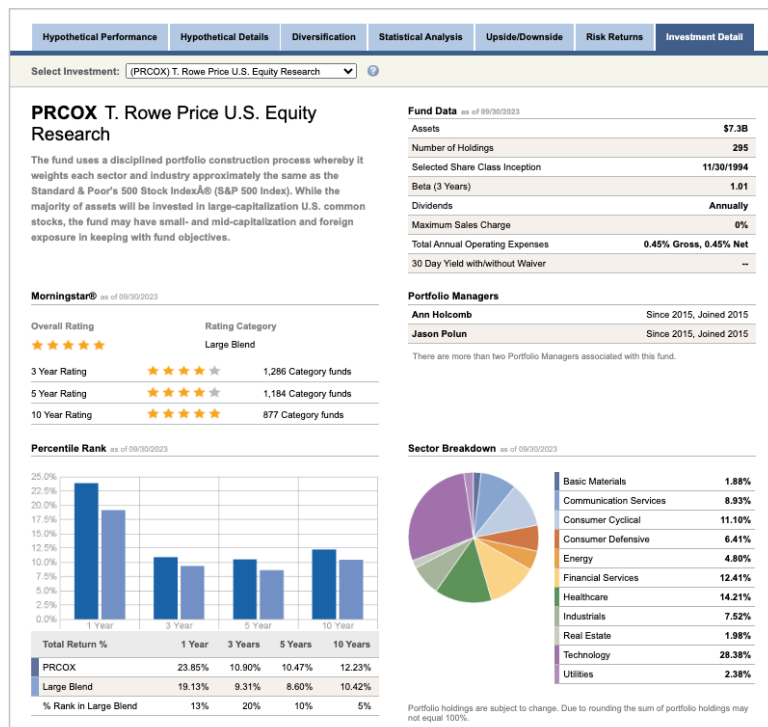 Hypothetical Performance Hypothetical Details Diversification Statistical Analysis Upside/Downside Risk Returns Investment Detail
Select Investment: (PRCOX) T. Rowe Price U.S. Equity Research ?
PRCOX T. Rowe Price U.S. Equity
Research
The fund uses a disciplined portfolio construction process whereby it
weights each sector and industry approximately the same as the
Standard & Poor's 500 Stock IndexÂ® (S&P 500 Index). While the
majority of assets will be invested in large-capitalization U.S. common
stocks, the fund may have small- and mid-capitalization and foreign
exposure in keeping with fund objectives.
Fund Data as of 09/30/2023
Assets $7.3B
Number of Holdings 295
Selected Share Class Inception 11/30/1994
Beta (3 Years) 1.01
Dividends Annually
Maximum Sales Charge 0%
Total Annual Operating Expenses 0.45% Gross, 0.45% Net
30 Day Yield with/without Waiver --
Morningstar® as of 09/30/2023
Overall Rating Rating Category
Large Blend
3 Year Rating 1,286 Category funds
5 Year Rating 1,184 Category funds
10 Year Rating 877 Category funds
Portfolio Managers
Ann Holcomb Since 2015, Joined 2015
Jason Polun Since 2015, Joined 2015
There are more than two Portfolio Managers associated with this fund.
Percentile Rank as of 09/30/2023
25.0%
22.5%
20.0%
17.5%
15.0%
12.5%
10.0%
7.5%
5.0%
2.5%
0.0%
1 Year 3 Year 5 Year 10 Year
Total Return % 1 Year 3 Years 5 Years 10 Years
PRCOX 23.85% 10.90% 10.47% 12.23%
Large Blend 19.13% 9.31% 8.60% 10.42%
% Rank in Large Blend 13% 20% 10% 5%
Sector Breakdown as of 09/30/2023
Basic Materials 1.88%
Communication Services 8.93%
Consumer Cyclical 11.10%
Consumer Defensive 6.41%
Energy 4.80%
Financial Services 12.41%
Healthcare 14.21%
Industrials 7.52%
Real Estate 1.98%
Technology 28.38%
Utilities 2.38%
Portfolio holdings are subject to change. Due to rounding the sum of portfolio holdings may
not equal 100%.